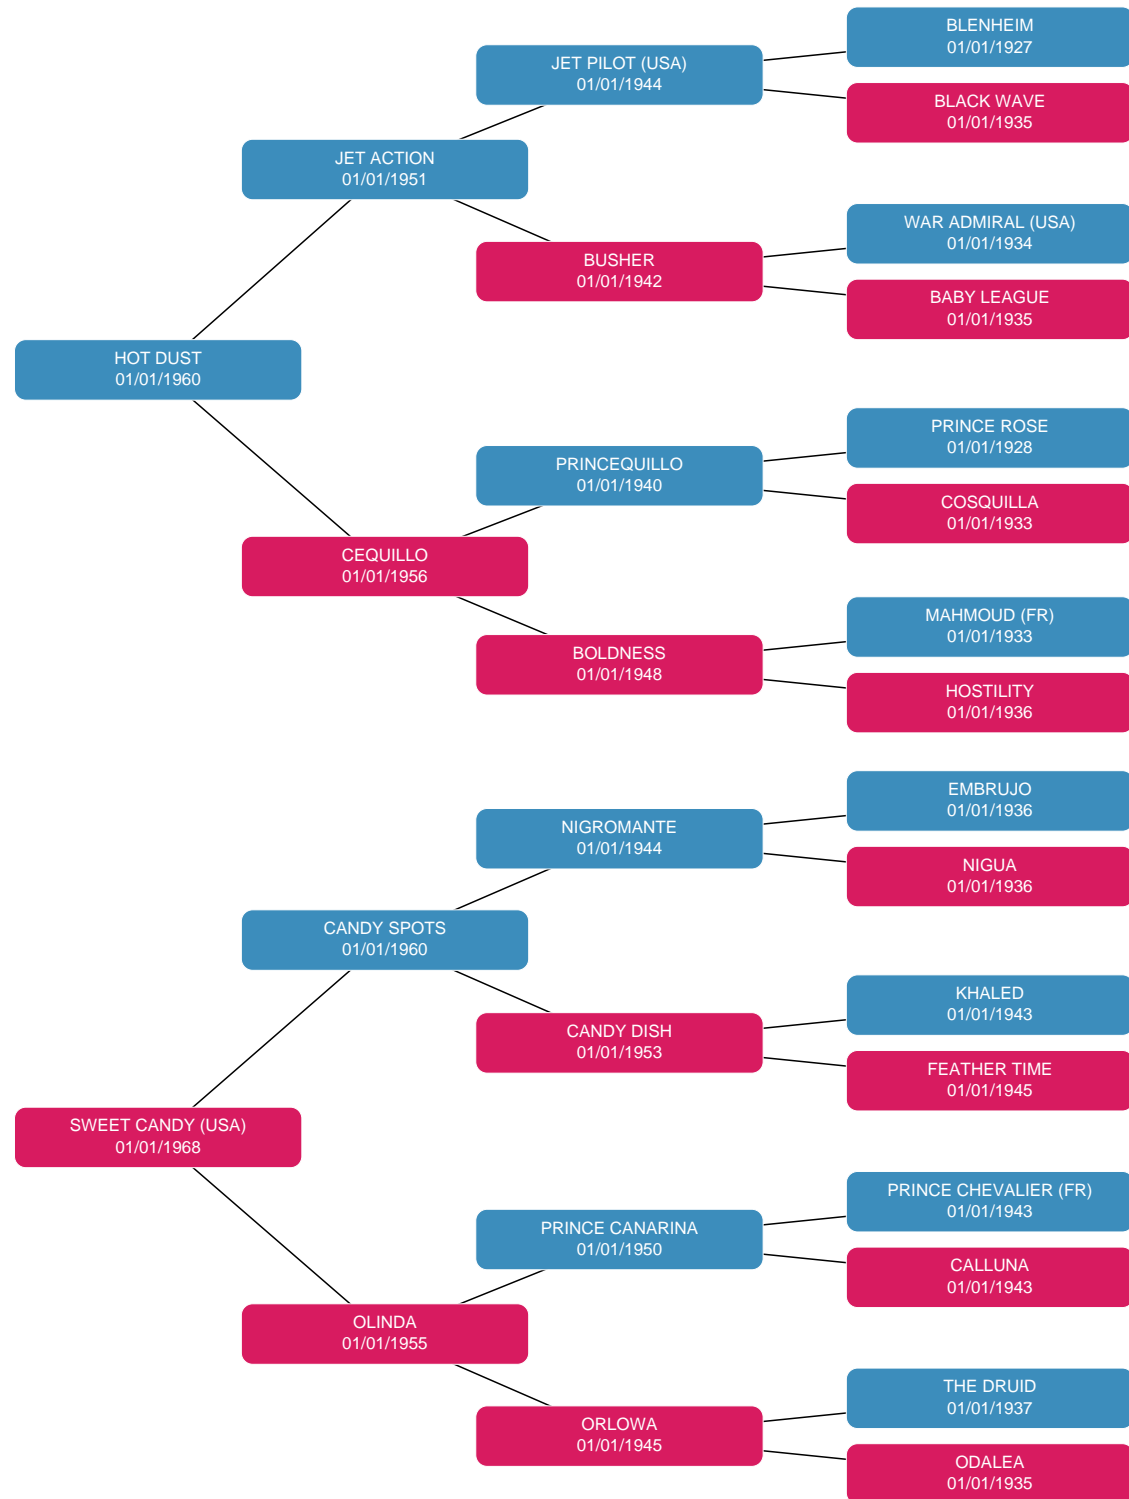 BLENHEIM
01/01/1927
JET PILOT (USA)
01/01/1944
BLACK WAVE
01/01/1935
JET ACTION
01/01/1951
WAR ADMIRAL (USA)
01/01/1934
BUSHER
01/01/1942
BABY LEAGUE
01/01/1935
HOT DUST
01/01/1960
PRINCE ROSE
01/01/1928
PRINCEQUILLO
01/01/1940
COSQUILLA
01/01/1933
CEQUILLO
01/01/1956
MAHMOUD (FR)
01/01/1933
BOLDNESS
01/01/1948
HOSTILITY
01/01/1936
EMBRUJO
01/01/1936
NIGROMANTE
01/01/1944
NIGUA
01/01/1936
CANDY SPOTS
01/01/1960
KHALED
01/01/1943
CANDY DISH
01/01/1953
FEATHER TIME
01/01/1945
SWEET CANDY (USA)
01/01/1968
PRINCE CHEVALIER (FR)
01/01/1943
PRINCE CANARINA
01/01/1950
CALLUNA
01/01/1943
OLINDA
01/01/1955
THE DRUID
01/01/1937
ORLOWA
01/01/1945
ODALEA
01/01/1935